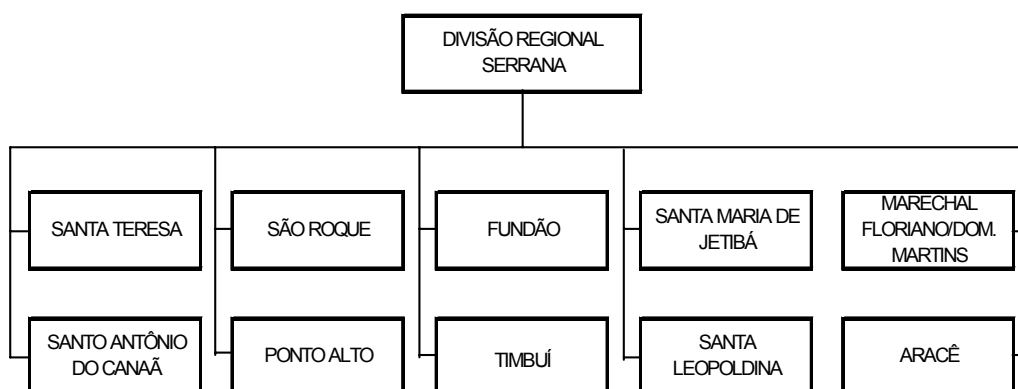 DIVISÃO REGIONAL
SERRANA
SANTA TERESA
SÃO ROQUE
FUNDÃO
SANTA MARIA DE
JETIBÁ
MARECHAL
FLORIANO/DOM.
MARTINS
SANTO ANTÔNIO
DO CANAÃ
PONTO ALTO
TIMBUÍ
SANTA
LEOPOLDINA
ARACÊ